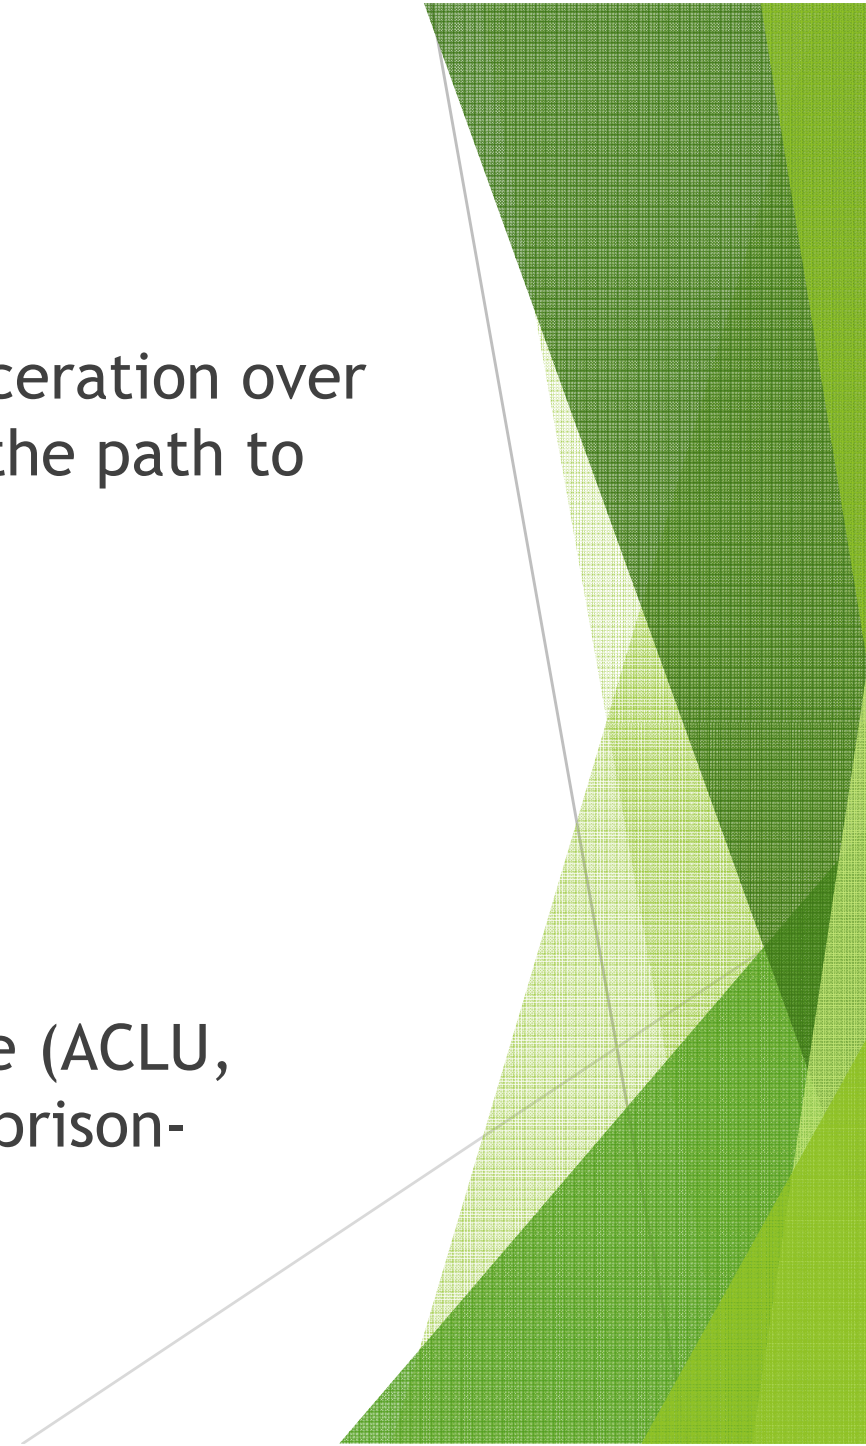 ceration over
the path to
e (ACLU,
prison-